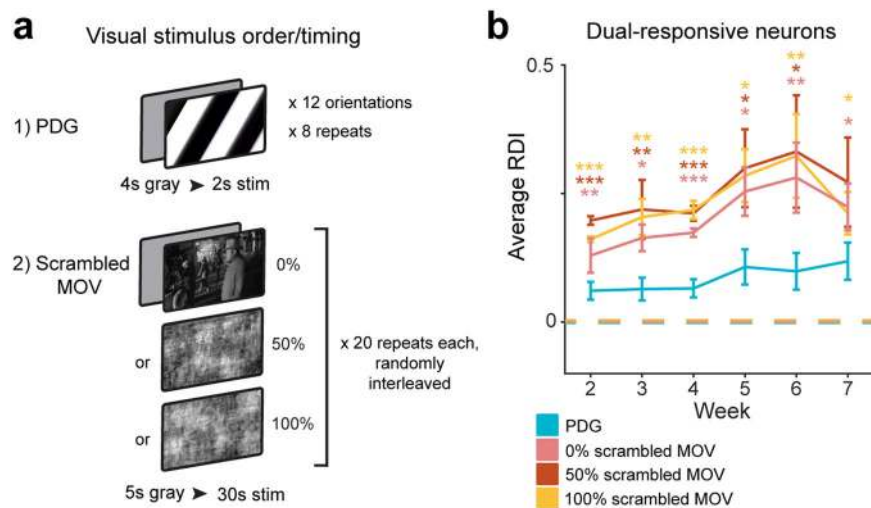 a
Visual stimulus order/timing
1) PDG
x 12 orientations
x 8 repeats
4s gray ➤ 2s stim
2) Scrambled
MOV
0%
or
50%
or
100%
x 20 repeats each,
randomly
interleaved
5s gray ➤ 30s stim
b
Dual-responsive neurons
Average RDI
0.5
0
*** ** *** * ** *
*** ** *** * *
** * *** * ** *
2 3 4 5 6 7
Week
PDG
0% scrambled MOV
50% scrambled MOV
100% scrambled MOV